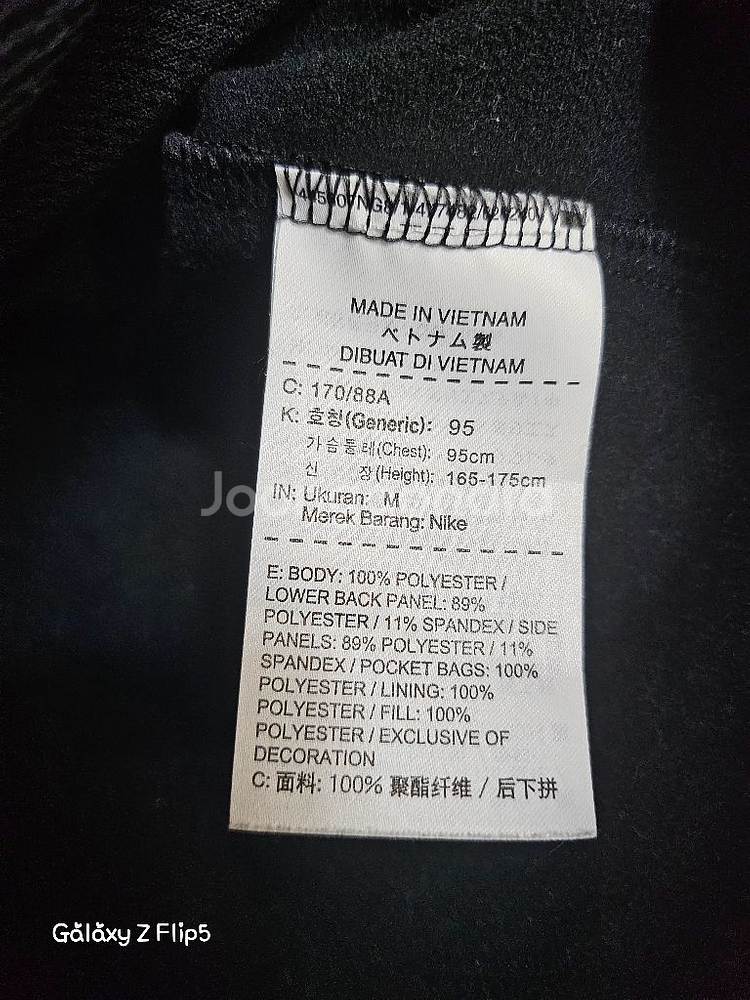 MADE IN VIETNAM
ベトナム製
DIBUAT DI VIETNAM
C: 170/88A
K: 호칭(Generic): 95
가슴둘레(Chest): 95cm
신 장(Height): 165-175cm
IN: Ukuran: M
Merek Barang: Nike
E: BODY: 100% POLYESTER /
LOWER BACK PANEL: 89%
POLYESTER / 11% SPANDEX / SIDE
PANELS: 89% POLYESTER / 11%
SPANDEX / POCKET BAGS: 100%
POLYESTER / LINING: 100%
POLYESTER / FILL: 100%
POLYESTER / EXCLUSIVE OF
DECORATION
C: 面料: 100% 聚酯纤维 / 后下拼
Galaxy Z Flip5